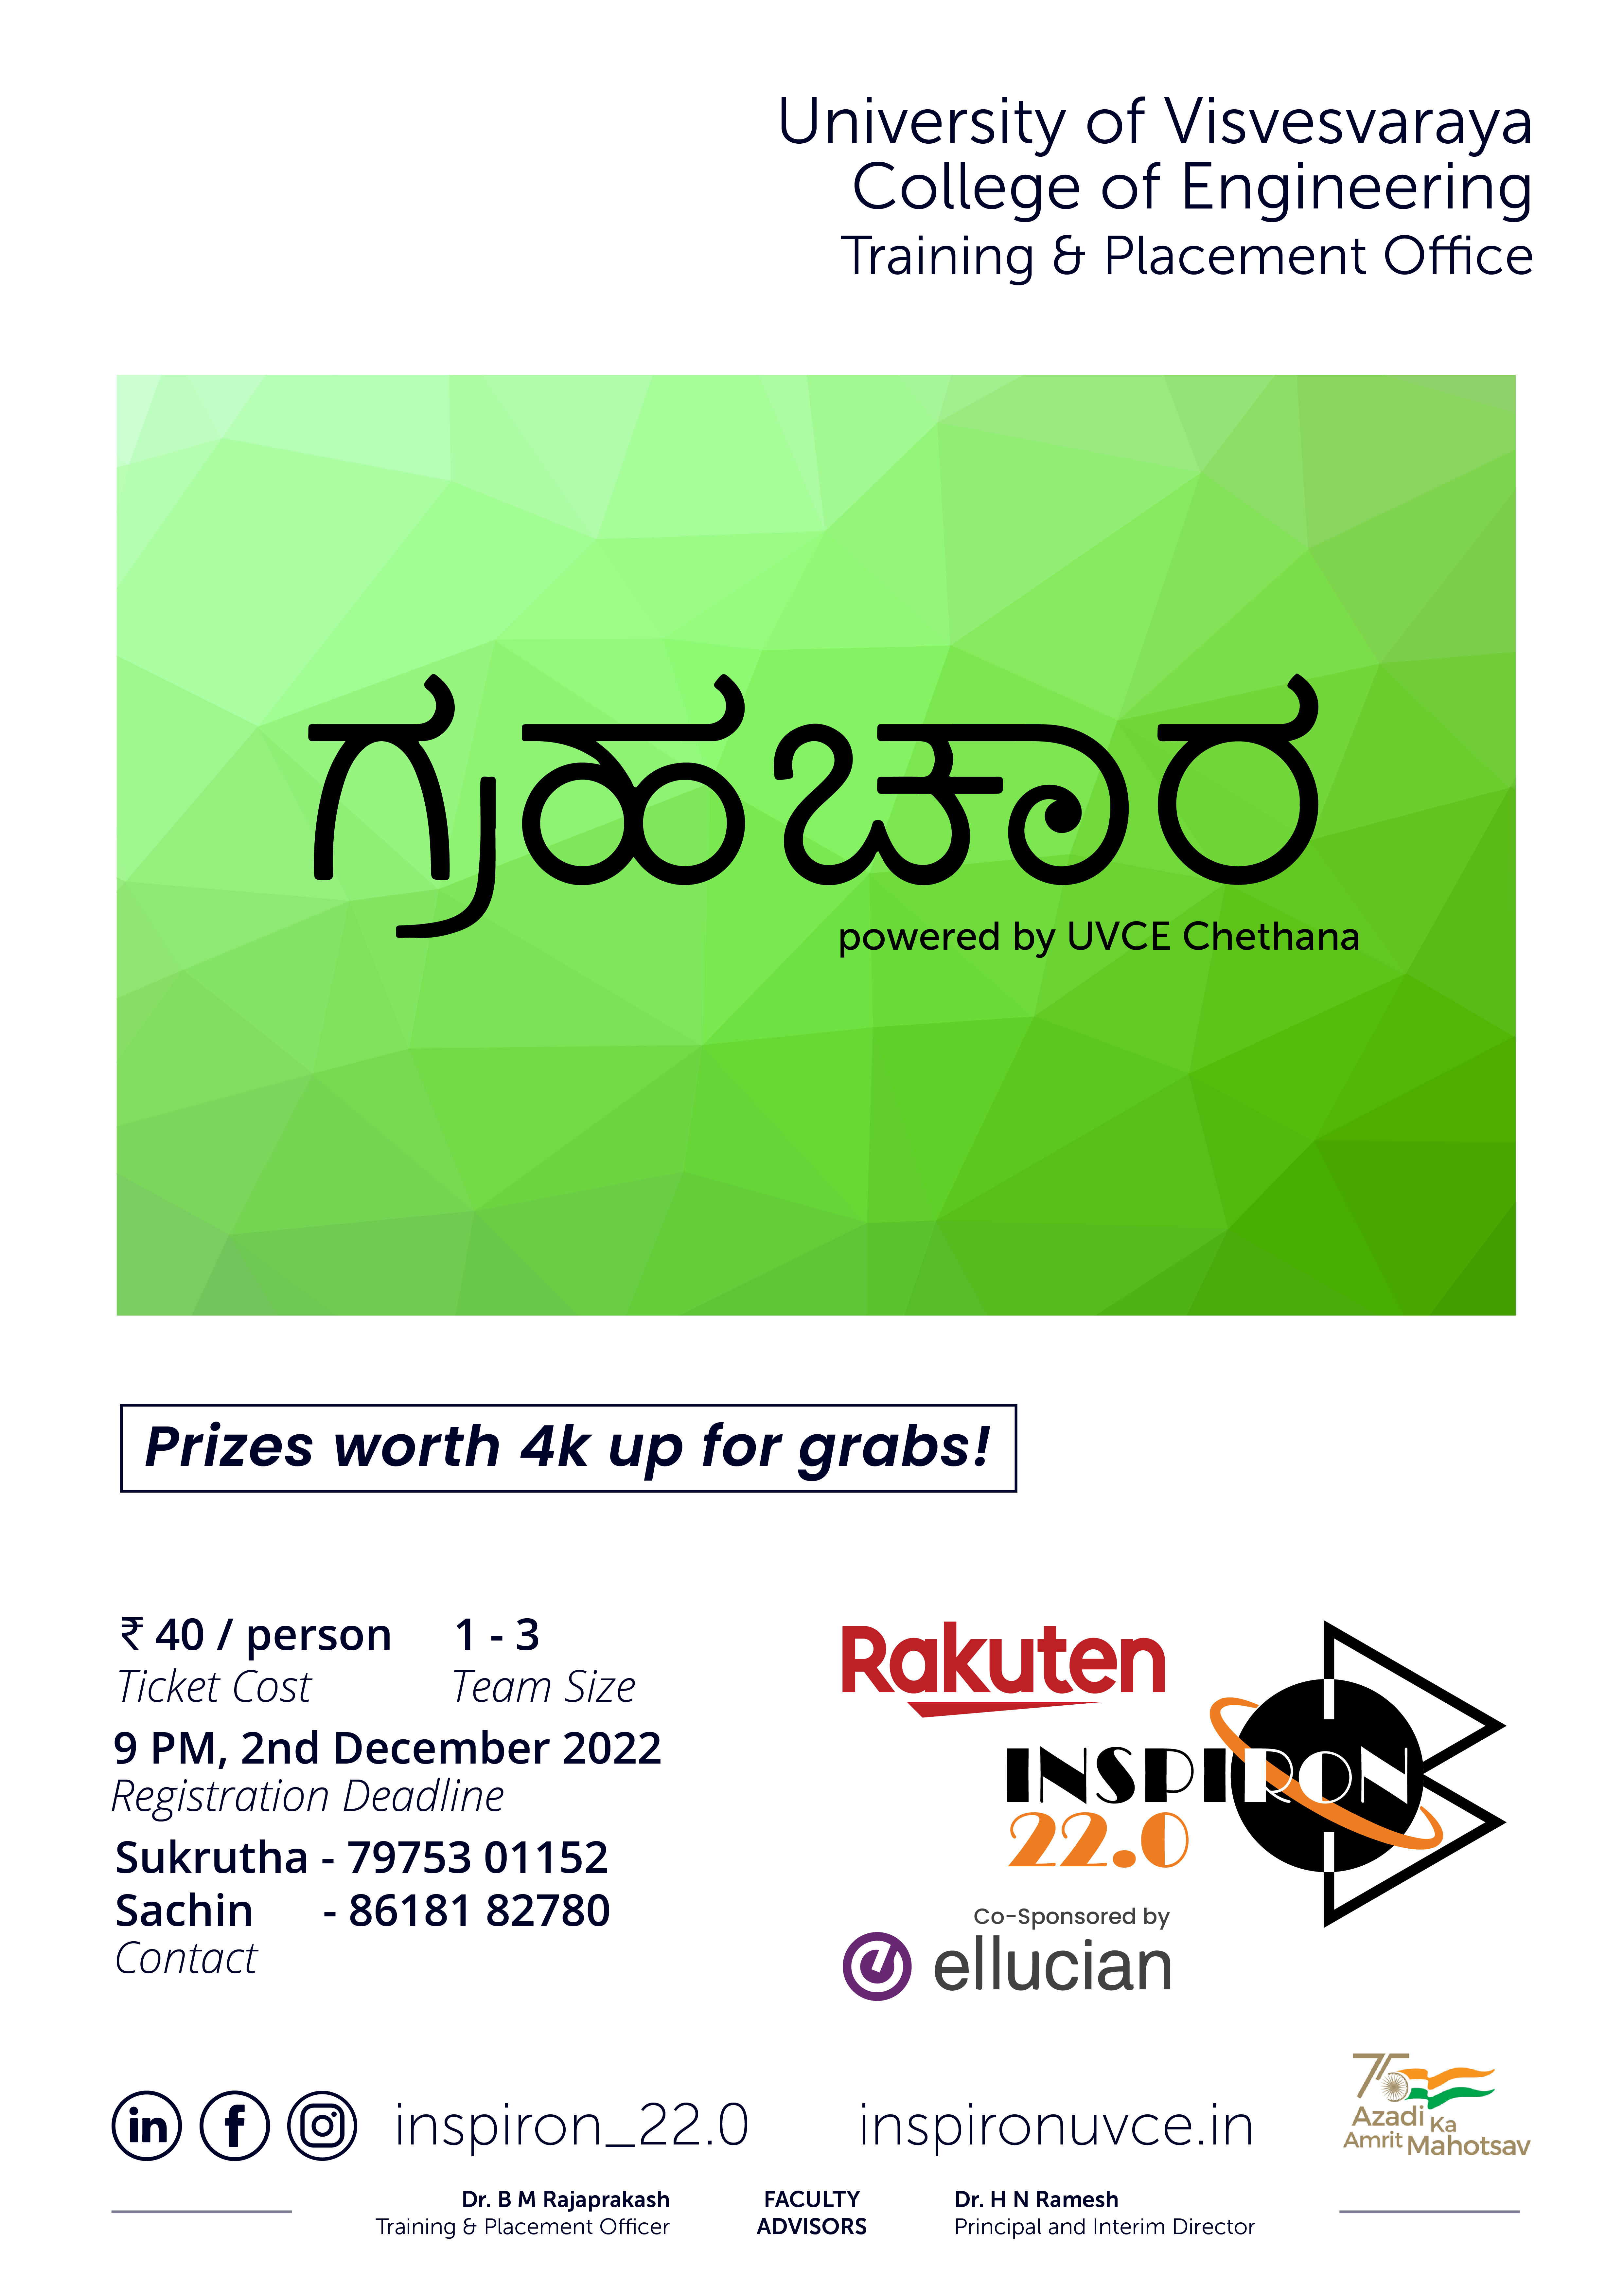 University of Visvesvaraya
College of Engineering
Training & Placement Office
ಗ್ರಹಚಾರ
powered by UVCE Chethana
Prizes worth 4k up for grabs!
₹ 40 / person 1 - 3
Ticket Cost Team Size
9 PM, 2nd December 2022
Registration Deadline
Sukrutha - 79753 01152
Sachin - 86181 82780
Contact
Rakuten
INSPIRON
22.0
Co-Sponsored by
ellucian
75
Azadi Ka
Amrit Mahotsav
in f inspiron_22.0 inspironuvce.in
Dr. B M Rajaprakash FACULTY Dr. H N Ramesh
Training & Placement Officer ADVISORS Principal and Interim Director